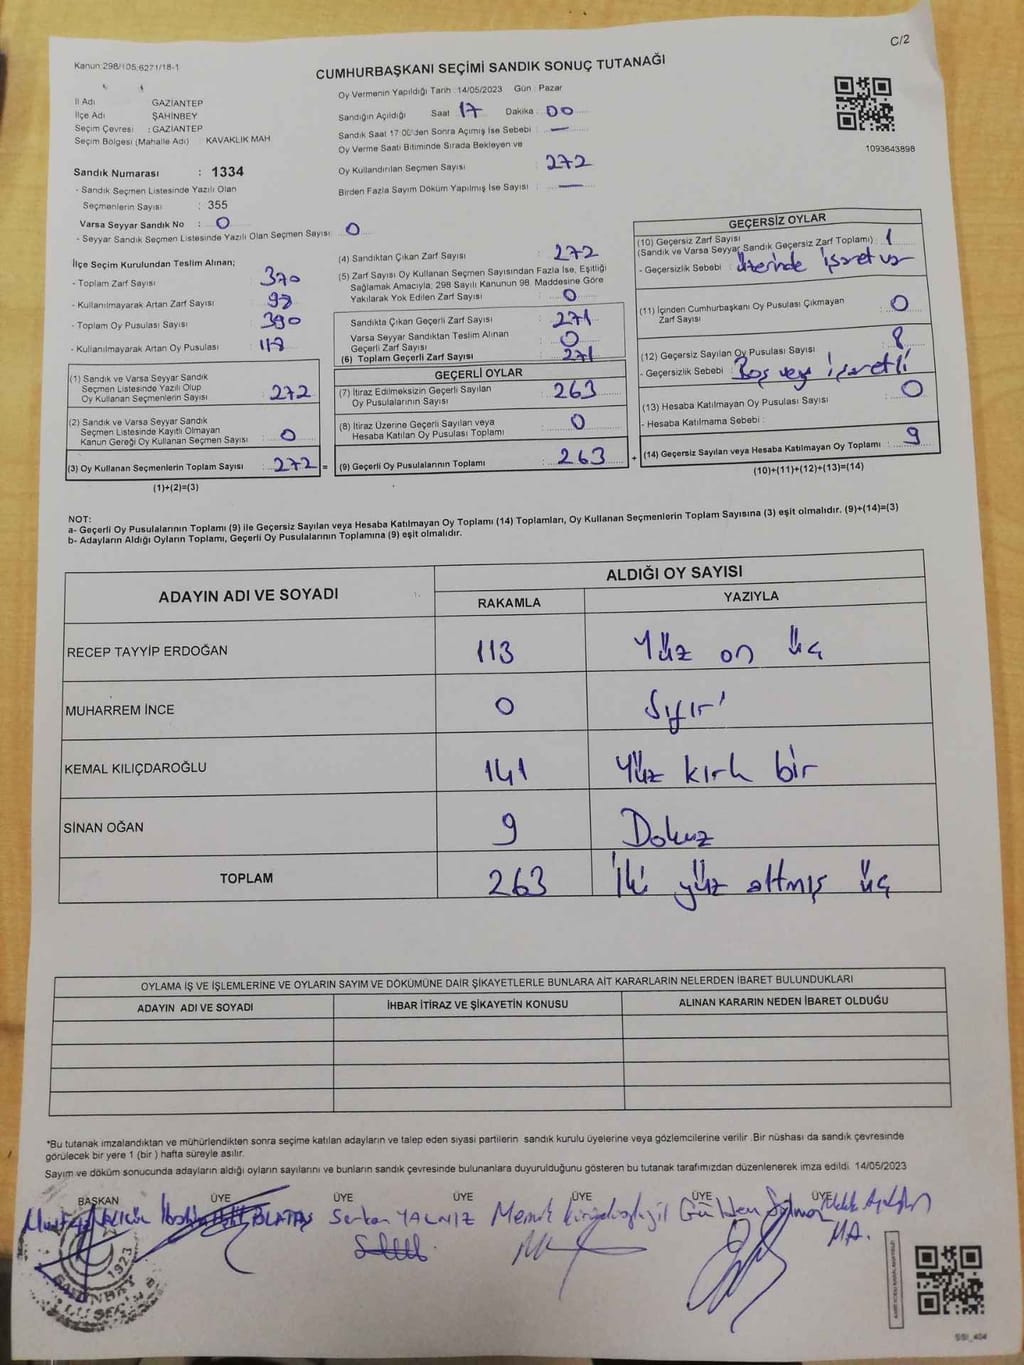 C/2
Kanun 298/105,6271/18-1
CUMHURBAŞKANI SEÇİMİ SANDIK SONUÇ TUTANAĞI
İl Adı GAZİANTEP
İlçe Adı ŞAHİNBEY
Seçim Çevresi : GAZİANTEP
Seçim Bölgesi (Mahalle Adı) KAVAKLIK MAH
Sandık Numarası : 1334
- Sandık Seçmen Listesinde Yazılı Olan
Seçmenlerin Sayısı : 355
Varsa Seyyar Sandık No : 0
- Seyyar Sandık Seçmen Listesinde Yazılı Olan Seçmen Sayısı : 0
Oy Vermenin Yapıldığı Tarih : 14/05/2023 Gün : Pazar
Sandığın Açıldığı Saat 17 Dakika : 00
Sandık Saat 17:00'den Sonra Açımış İse Sebebi : —
Oy Verme Saati Bitiminde Sırada Bekleyen ve
Oy Kullandırılan Seçmen Sayısı : 272
Birden Fazla Sayım Döküm Yapılmış İse Sayısı : —
1093643898
İlçe Seçim Kurulundan Teslim Alınan;
- Toplam Zarf Sayısı : 370
- Kullanılmayarak Artan Zarf Sayısı : 98
- Toplam Oy Pusulası Sayısı : 390
- Kullanılmayarak Artan Oy Pusulası : 118
(1) Sandık ve Varsa Seyyar Sandık
Seçmen Listesinde Yazılı Olup
Oy Kullanan Seçmenlerin Sayısı : 272
(2) Sandık ve Varsa Seyyar Sandık
Seçmen Listesinde Kayıtlı Olmayan
Kanun Gereği Oy Kullanan Seçmen Sayısı : 0
(3) Oy Kullanan Seçmenlerin Toplam Sayısı : 272 =
(1)+(2)=(3)
(4) Sandıktan Çıkan Zarf Sayısı : 272
(5) Zarf Sayısı Oy Kullanan Seçmen Sayısından Fazla İse, Eşitliği
Sağlamak Amacıyla; 298 Sayılı Kanunun 98. Maddesine Göre
Yakılarak Yok Edilen Zarf Sayısı : 0
Sandıkta Çıkan Geçerli Zarf Sayısı : 271
Varsa Seyyar Sandıktan Teslim Alınan
Geçerli Zarf Sayısı : 0
(6) Toplam Geçerli Zarf Sayısı : 271
GEÇERLİ OYLAR
(7) İtiraz Edilmeksizin Geçerli Sayılan
Oy Pusulalarının Sayısı : 263
(8) İtiraz Üzerine Geçerli Sayılan veya
Hesaba Katılan Oy Pusulası Toplamı : 0
(9) Geçerli Oy Pusulalarının Toplamı : 263 +
GEÇERSİZ OYLAR
(10) Geçersiz Zarf Sayısı
(Sandık ve Varsa Seyyar Sandık Geçersiz Zarf Toplamı) : 1
- Geçersizlik Sebebi : üzerinde işaret var
(11) İçinden Cumhurbaşkanı Oy Pusulası Çıkmayan
Zarf Sayısı : 0
(12) Geçersiz Sayılan Oy Pusulası Sayısı : 8
- Geçersizlik Sebebi : Boş veya işaretli
(13) Hesaba Katılmayan Oy Pusulası Sayısı : 0
- Hesaba Katılmama Sebebi :
(14) Geçersiz Sayılan veya Hesaba Katılmayan Oy Toplamı : 9
(10)+(11)+(12)+(13)=(14)
NOT:
a- Geçerli Oy Pusulalarının Toplamı (9) ile Geçersiz Sayılan veya Hesaba Katılmayan Oy Toplamı (14) Toplamları, Oy Kullanan Seçmenlerin Toplam Sayısına (3) eşit olmalıdır. (9)+(14)=(3)
b- Adayların Aldığı Oyların Toplamı, Geçerli Oy Pusulalarının Toplamına (9) eşit olmalıdır.
ADAYIN ADI VE SOYADI ALDIĞI OY SAYISI
RAKAMLA YAZIYLA
RECEP TAYYİP ERDOĞAN 113 Yüz on üç
MUHARREM İNCE 0 Sıfır
KEMAL KILIÇDAROĞLU 141 Yüz kırk bir
SİNAN OĞAN 9 Dokuz
TOPLAM 263 İki yüz altmış üç
OYLAMA İŞ VE İŞLEMLERİNE VE OYLARIN SAYIM VE DÖKÜMÜNE DAİR ŞİKAYETLERLE BUNLARA AİT KARARLARIN NELERDEN İBARET BULUNDUKLARI
ADAYIN ADI VE SOYADI İHBAR İTİRAZ VE ŞİKAYETİN KONUSU ALINAN KARARIN NEDEN İBARET OLDUĞU
*Bu tutanak imzalandıktan ve mühürlendikten sonra seçime katılan adayların ve talep eden siyasi partilerin sandık kurulu üyelerine veya gözlemcilerine verilir. Bir nüshası da sandık çevresinde
görülecek bir yere 1 (bir) hafta süreyle asılır.
Sayım ve döküm sonucunda adayların aldığı oyların sayılarını ve bunların sandık çevresinde bulunanlara duyurulduğunu gösteren bu tutanak tarafımızdan düzenlenerek imza edildi. 14/05/2023
BAŞKAN ÜYE ÜYE ÜYE ÜYE ÜYE ÜYE
Serkan YALNIZ Gülden
M.A.
1923
SSI_404